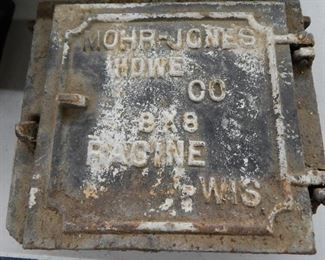 MOHR-JONES
HDWE
CO
8X8
RACINE
WIS